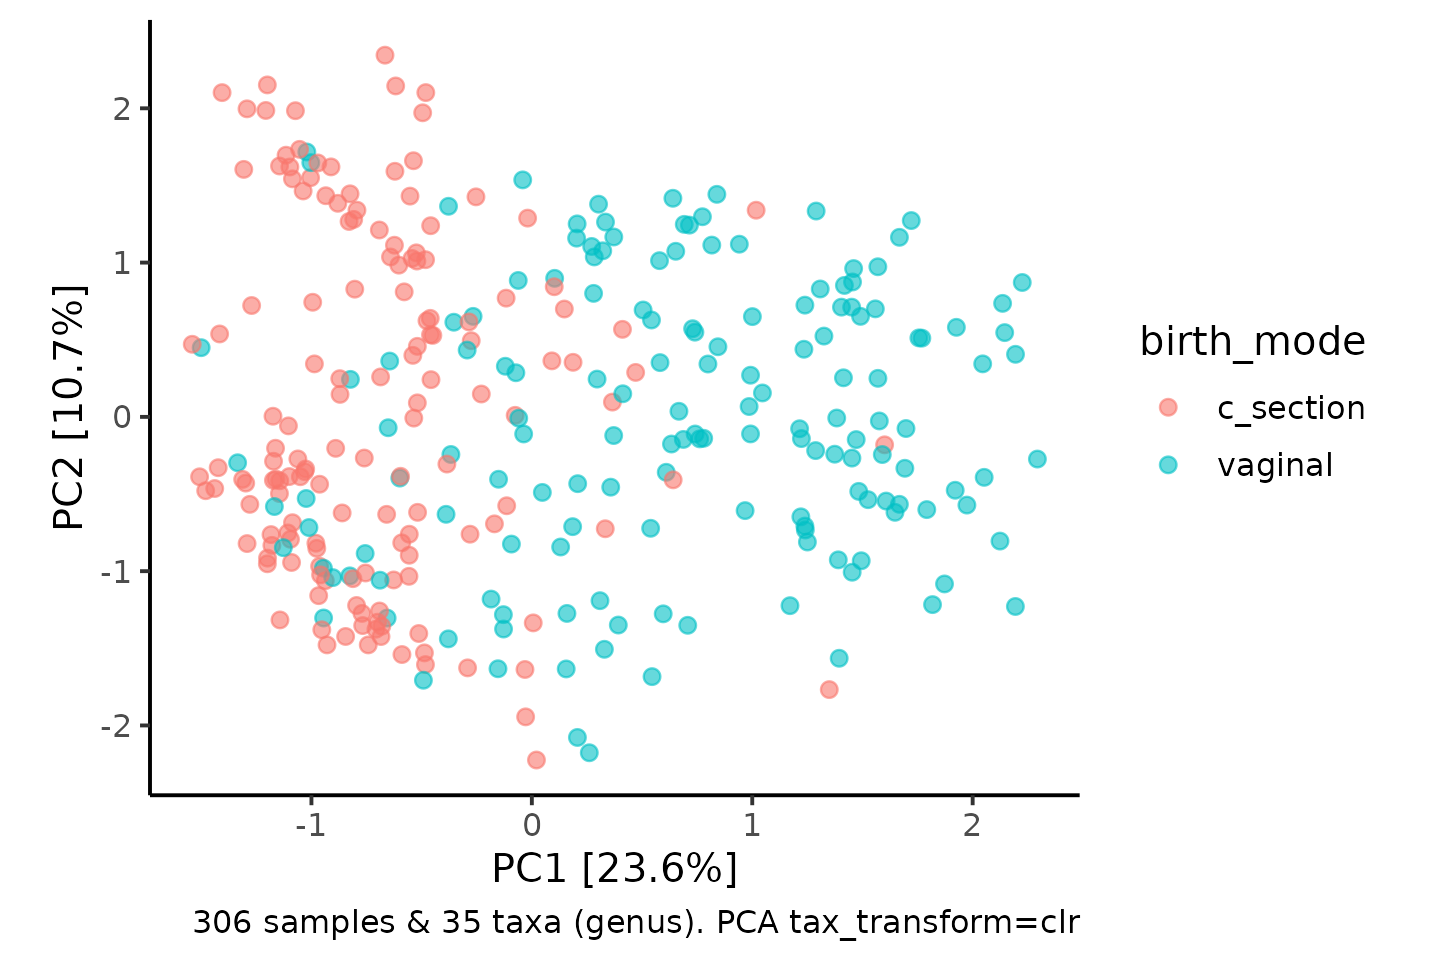 2
1
0
-1
-2
PC2 [10.7%]
-1 0 1 2
PC1 [23.6%]
birth_mode
c_section
vaginal
306 samples & 35 taxa (genus). PCA tax_transform=clr